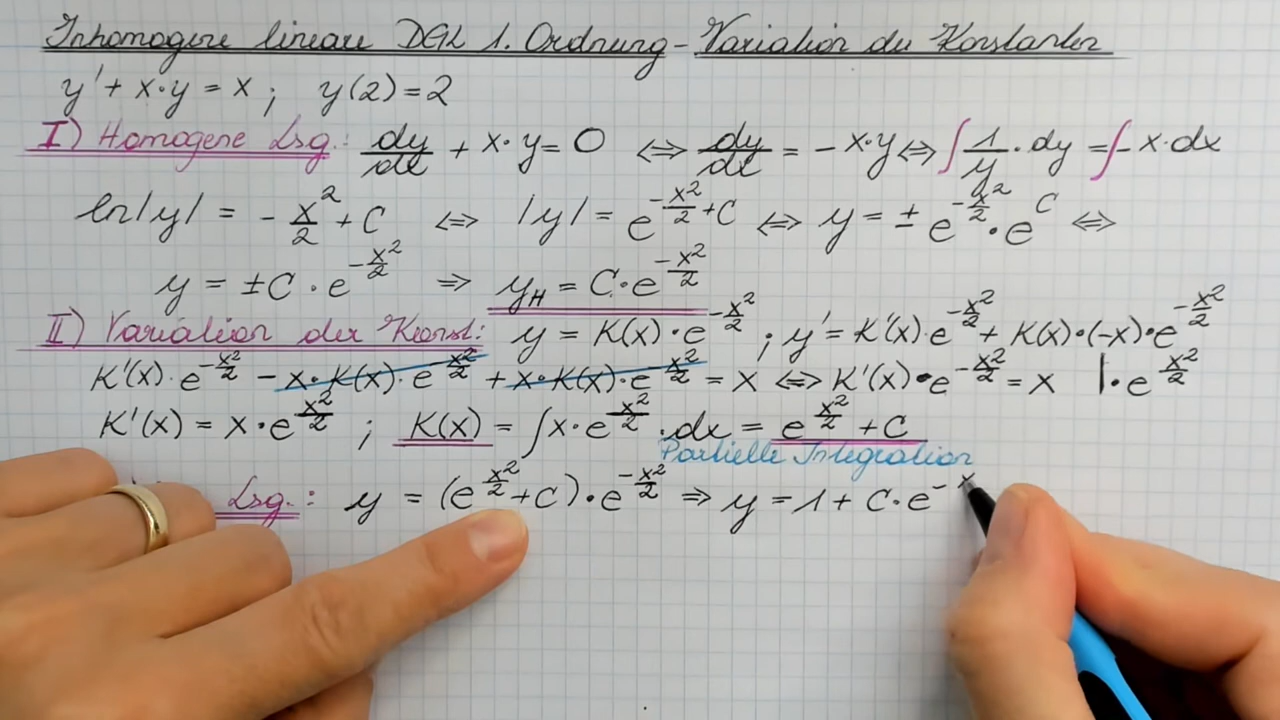 Inhomogene lineare DGL 1. Ordnung - Variation der Konstanten
y' + x·y = x ; y(2) = 2
I) Homogene Lsg.: dy/dx + x·y = 0 ⇔ dy/dx = - x·y ⇔ ∫ 1/y · dy = ∫ - x·dx
ln|y| = - x²/2 + C ⇔ |y| = e^(-x²/2 + C) ⇔ y = ± e^(-x²/2) · e^C ⇔
y = ±C · e^(-x²/2) ⇒ y_H = C·e^(-x²/2)
II) Variation der Konst.: y = K(x) · e^(-x²/2) ; y' = K'(x)·e^(-x²/2) + K(x)·(-x)·e^(-x²/2)
K'(x)·e^(-x²/2) - x·K(x)·e^(-x²/2) + x·K(x)·e^(-x²/2) = x ⇔ K'(x)·e^(-x²/2) = x |·e^(x²/2)
K'(x) = x·e^(x²/2) ; K(x) = ∫ x·e^(x²/2) · dx = e^(x²/2) + C
Partielle Integration
Lsg.: y = (e^(x²/2) + C)·e^(-x²/2) ⇒ y = 1 + C·e^(-x